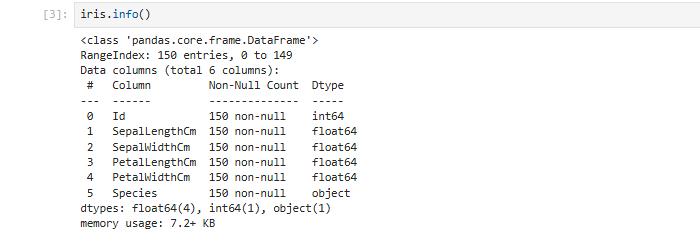 [3]: iris.info()
<class 'pandas.core.frame.DataFrame'>
RangeIndex: 150 entries, 0 to 149
Data columns (total 6 columns):
 #   Column         Non-Null Count  Dtype
---  ------         --------------  -----
 0   Id             150 non-null    int64
 1   SepalLengthCm  150 non-null    float64
 2   SepalWidthCm   150 non-null    float64
 3   PetalLengthCm  150 non-null    float64
 4   PetalWidthCm   150 non-null    float64
 5   Species        150 non-null    object
dtypes: float64(4), int64(1), object(1)
memory usage: 7.2+ KB